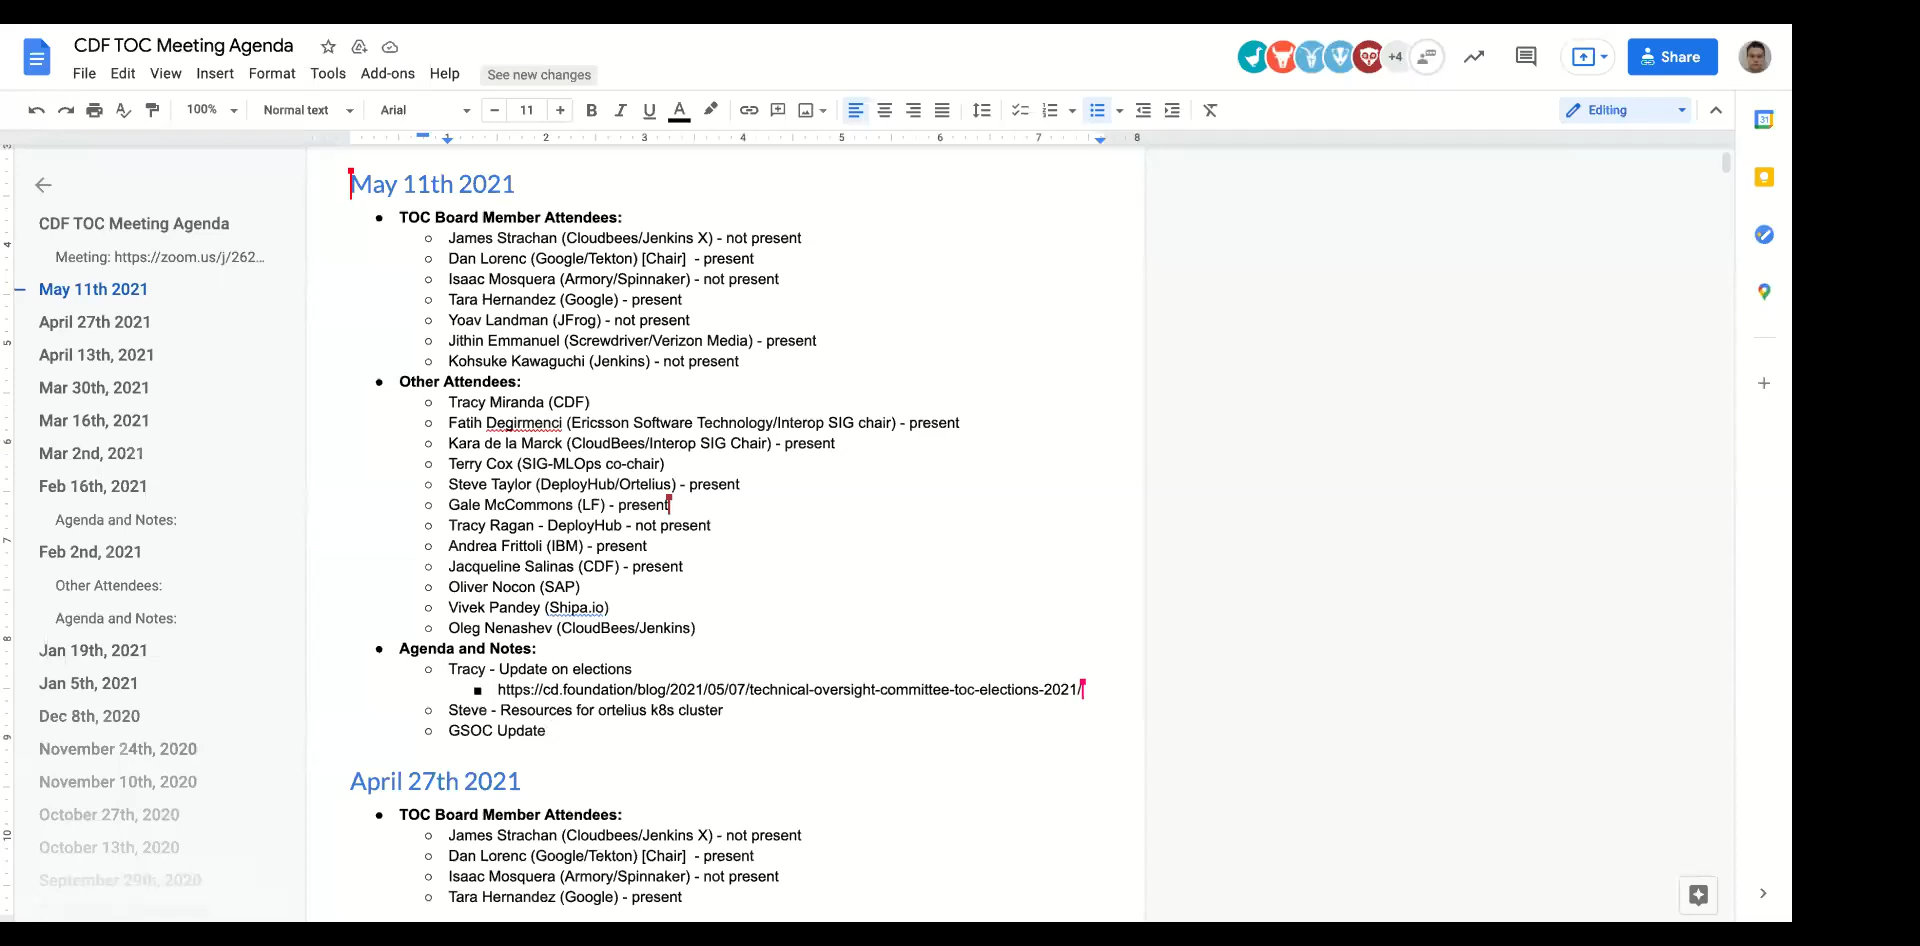 CDF TOC Meeting Agenda
File Edit View Insert Format Tools Add-ons Help See new changes
+4
Share
100% Normal text Arial 11 B I U A Editing
31
1 2 3 4 5 6 7 8
CDF TOC Meeting Agenda
Meeting: https://zoom.us/j/262...
May 11th 2021
April 27th 2021
April 13th, 2021
Mar 30th, 2021
Mar 16th, 2021
Mar 2nd, 2021
Feb 16th, 2021
Agenda and Notes:
Feb 2nd, 2021
Other Attendees:
Agenda and Notes:
Jan 19th, 2021
Jan 5th, 2021
Dec 8th, 2020
November 24th, 2020
November 10th, 2020
October 27th, 2020
October 13th, 2020
September 29th, 2020
May 11th 2021
● TOC Board Member Attendees:
○ James Strachan (Cloudbees/Jenkins X) - not present
○ Dan Lorenc (Google/Tekton) [Chair] - present
○ Isaac Mosquera (Armory/Spinnaker) - not present
○ Tara Hernandez (Google) - present
○ Yoav Landman (JFrog) - not present
○ Jithin Emmanuel (Screwdriver/Verizon Media) - present
○ Kohsuke Kawaguchi (Jenkins) - not present
● Other Attendees:
○ Tracy Miranda (CDF)
○ Fatih Degirmenci (Ericsson Software Technology/Interop SIG chair) - present
○ Kara de la Marck (CloudBees/Interop SIG Chair) - present
○ Terry Cox (SIG-MLOps co-chair)
○ Steve Taylor (DeployHub/Ortelius) - present
○ Gale McCommons (LF) - present
○ Tracy Ragan - DeployHub - not present
○ Andrea Frittoli (IBM) - present
○ Jacqueline Salinas (CDF) - present
○ Oliver Nocon (SAP)
○ Vivek Pandey (Shipa.io)
○ Oleg Nenashev (CloudBees/Jenkins)
● Agenda and Notes:
○ Tracy - Update on elections
■ https://cd.foundation/blog/2021/05/07/technical-oversight-committee-toc-elections-2021/
○ Steve - Resources for ortelius k8s cluster
○ GSOC Update
April 27th 2021
● TOC Board Member Attendees:
○ James Strachan (Cloudbees/Jenkins X) - not present
○ Dan Lorenc (Google/Tekton) [Chair] - present
○ Isaac Mosquera (Armory/Spinnaker) - not present
○ Tara Hernandez (Google) - present